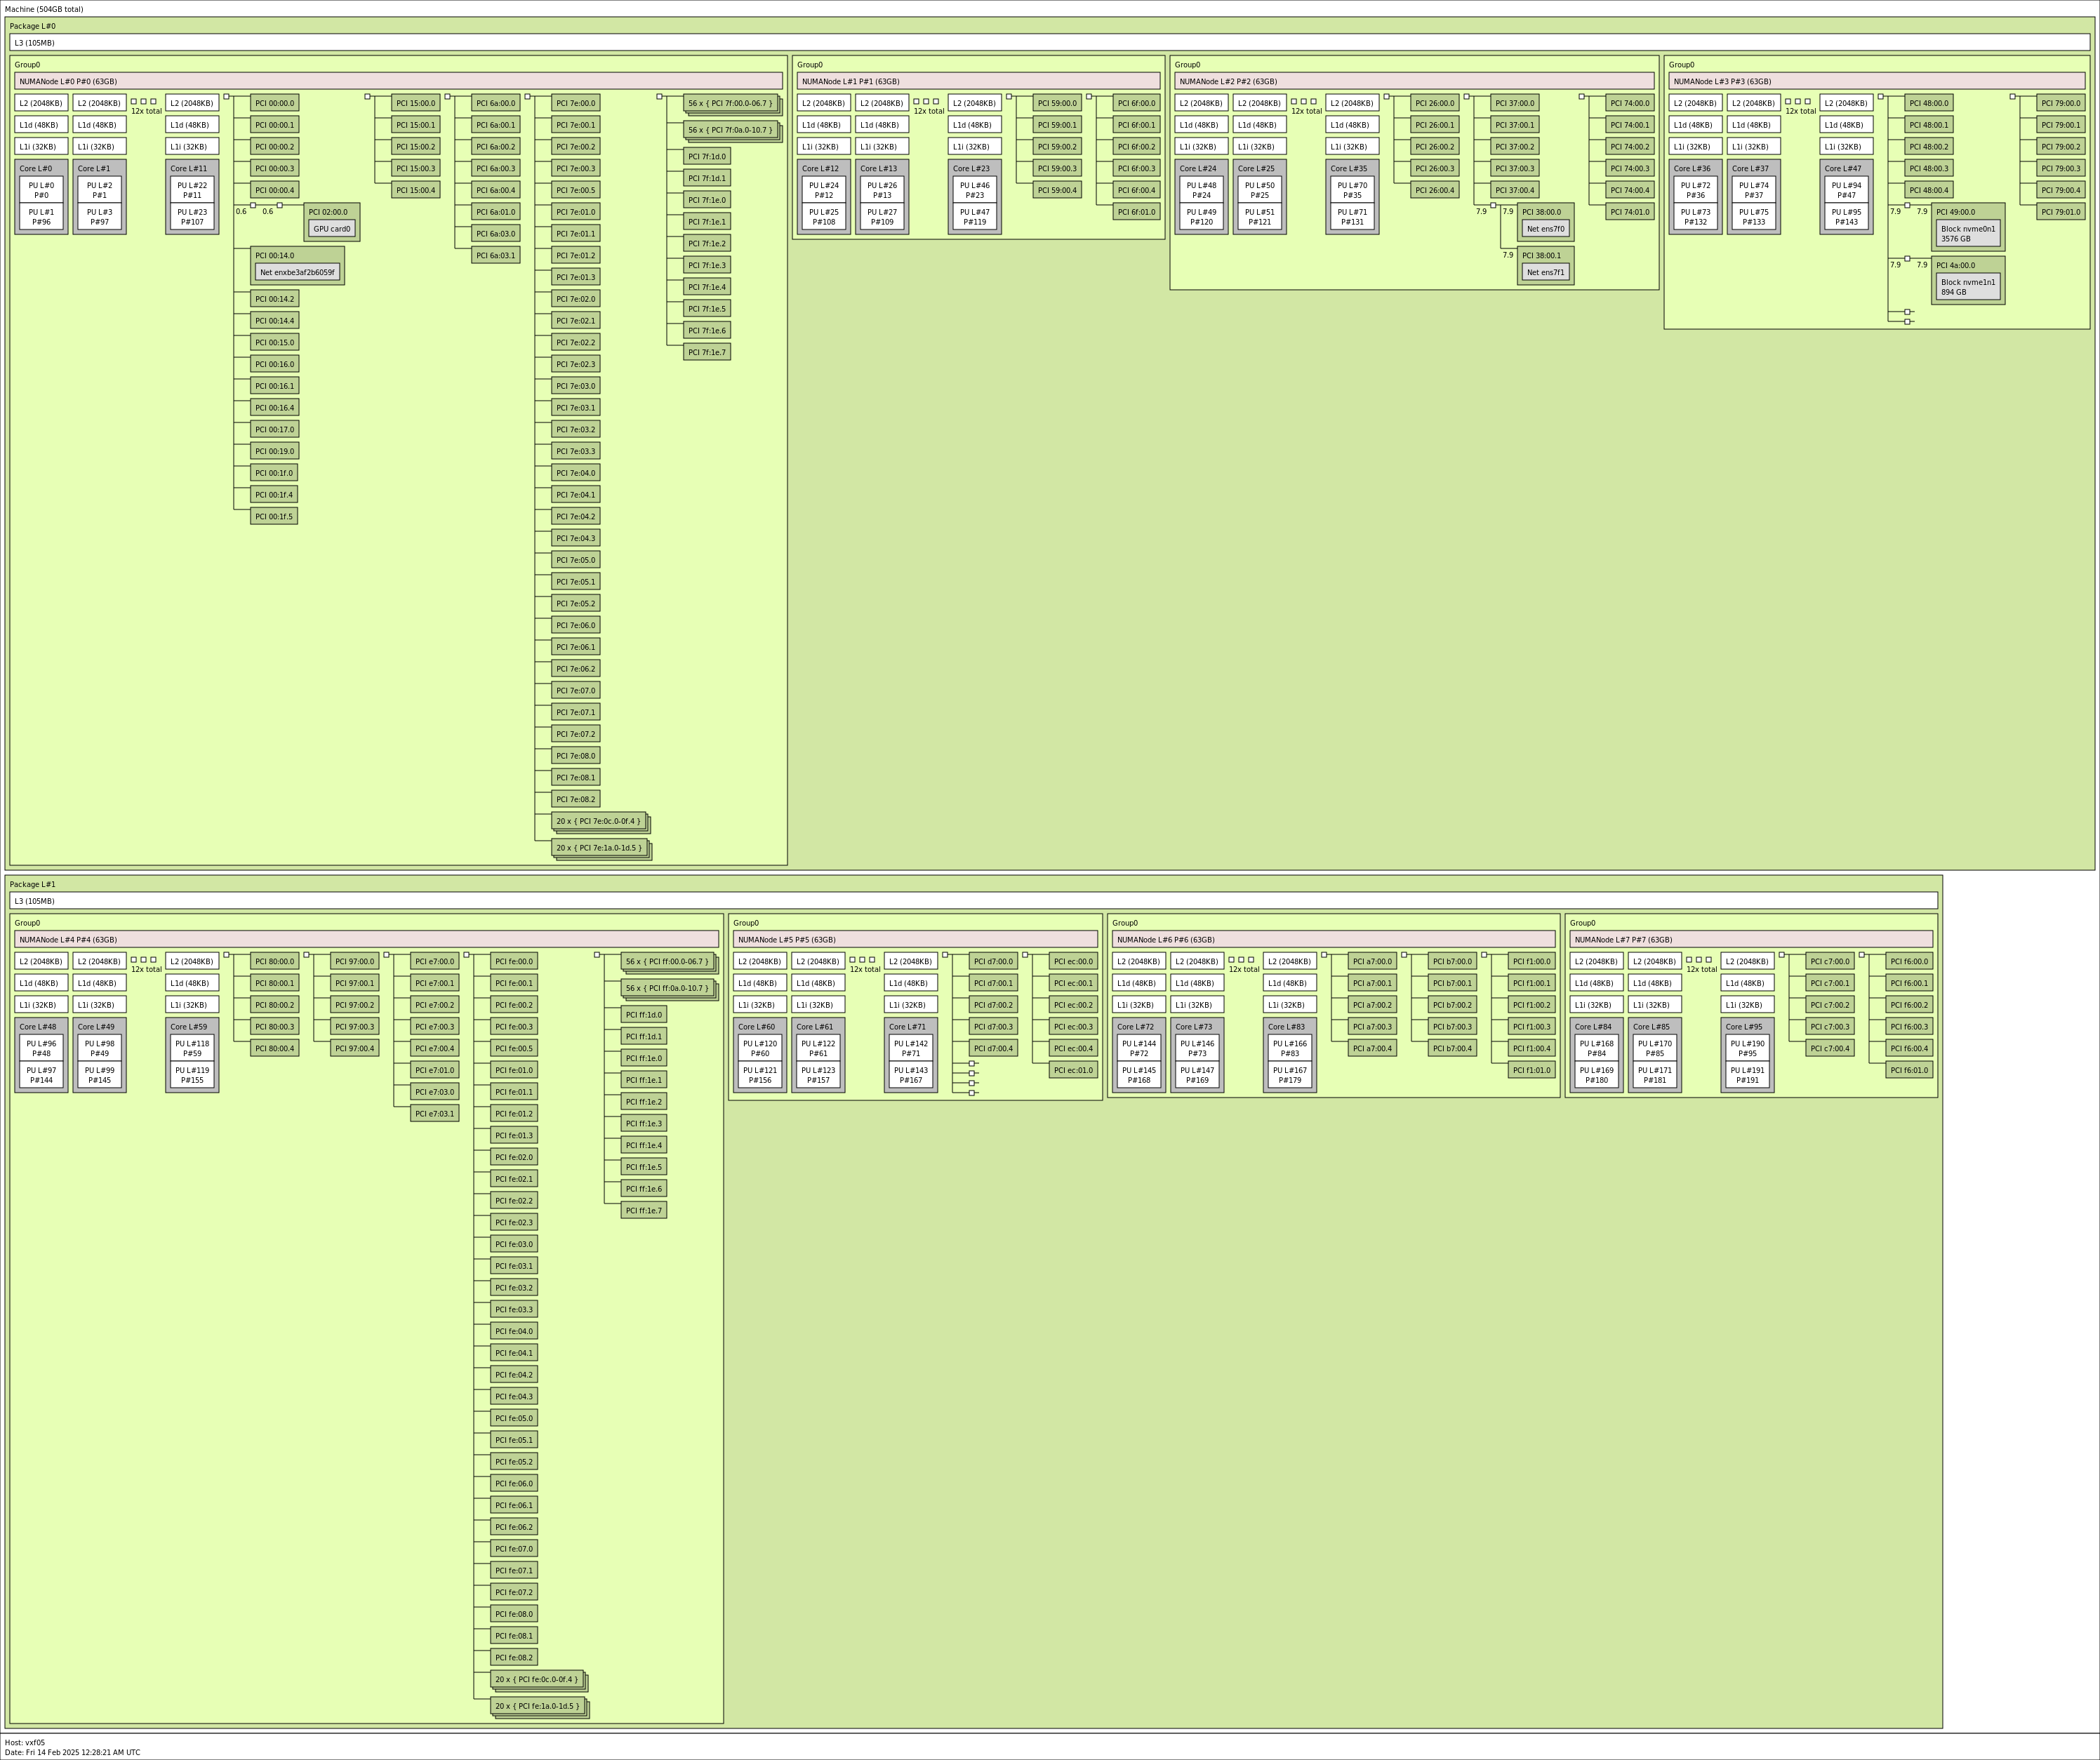 Machine (504GB total)
Package L#0
L3 (105MB)
Group0
NUMANode L#0 P#0 (63GB)
L2 (2048KB)
L1d (48KB)
L1i (32KB)
Core L#0
PU L#0
P#0
PU L#1
P#96
L2 (2048KB)
L1d (48KB)
L1i (32KB)
Core L#1
PU L#2
P#1
PU L#3
P#97
12x total
L2 (2048KB)
L1d (48KB)
L1i (32KB)
Core L#11
PU L#22
P#11
PU L#23
P#107
PCI 00:00.0
PCI 00:00.1
PCI 00:00.2
PCI 00:00.3
PCI 00:00.4
0.6
0.6
PCI 02:00.0
GPU card0
PCI 00:14.0
Net enxbe3af2b6059f
PCI 00:14.2
PCI 00:14.4
PCI 00:15.0
PCI 00:16.0
PCI 00:16.1
PCI 00:16.4
PCI 00:17.0
PCI 00:19.0
PCI 00:1f.0
PCI 00:1f.4
PCI 00:1f.5
PCI 15:00.0
PCI 15:00.1
PCI 15:00.2
PCI 15:00.3
PCI 15:00.4
PCI 6a:00.0
PCI 6a:00.1
PCI 6a:00.2
PCI 6a:00.3
PCI 6a:00.4
PCI 6a:01.0
PCI 6a:03.0
PCI 6a:03.1
PCI 7e:00.0
PCI 7e:00.1
PCI 7e:00.2
PCI 7e:00.3
PCI 7e:00.5
PCI 7e:01.0
PCI 7e:01.1
PCI 7e:01.2
PCI 7e:01.3
PCI 7e:02.0
PCI 7e:02.1
PCI 7e:02.2
PCI 7e:02.3
PCI 7e:03.0
PCI 7e:03.1
PCI 7e:03.2
PCI 7e:03.3
PCI 7e:04.0
PCI 7e:04.1
PCI 7e:04.2
PCI 7e:04.3
PCI 7e:05.0
PCI 7e:05.1
PCI 7e:05.2
PCI 7e:06.0
PCI 7e:06.1
PCI 7e:06.2
PCI 7e:07.0
PCI 7e:07.1
PCI 7e:07.2
PCI 7e:08.0
PCI 7e:08.1
PCI 7e:08.2
20 x { PCI 7e:0c.0-0f.4 }
20 x { PCI 7e:1a.0-1d.5 }
56 x { PCI 7f:00.0-06.7 }
56 x { PCI 7f:0a.0-10.7 }
PCI 7f:1d.0
PCI 7f:1d.1
PCI 7f:1e.0
PCI 7f:1e.1
PCI 7f:1e.2
PCI 7f:1e.3
PCI 7f:1e.4
PCI 7f:1e.5
PCI 7f:1e.6
PCI 7f:1e.7
Group0
NUMANode L#1 P#1 (63GB)
L2 (2048KB)
L1d (48KB)
L1i (32KB)
Core L#12
PU L#24
P#12
PU L#25
P#108
L2 (2048KB)
L1d (48KB)
L1i (32KB)
Core L#13
PU L#26
P#13
PU L#27
P#109
12x total
L2 (2048KB)
L1d (48KB)
L1i (32KB)
Core L#23
PU L#46
P#23
PU L#47
P#119
PCI 59:00.0
PCI 59:00.1
PCI 59:00.2
PCI 59:00.3
PCI 59:00.4
PCI 6f:00.0
PCI 6f:00.1
PCI 6f:00.2
PCI 6f:00.3
PCI 6f:00.4
PCI 6f:01.0
Group0
NUMANode L#2 P#2 (63GB)
L2 (2048KB)
L1d (48KB)
L1i (32KB)
Core L#24
PU L#48
P#24
PU L#49
P#120
L2 (2048KB)
L1d (48KB)
L1i (32KB)
Core L#25
PU L#50
P#25
PU L#51
P#121
12x total
L2 (2048KB)
L1d (48KB)
L1i (32KB)
Core L#35
PU L#70
P#35
PU L#71
P#131
PCI 26:00.0
PCI 26:00.1
PCI 26:00.2
PCI 26:00.3
PCI 26:00.4
PCI 37:00.0
PCI 37:00.1
PCI 37:00.2
PCI 37:00.3
PCI 37:00.4
7.9
7.9
PCI 38:00.0
Net ens7f0
7.9
PCI 38:00.1
Net ens7f1
PCI 74:00.0
PCI 74:00.1
PCI 74:00.2
PCI 74:00.3
PCI 74:00.4
PCI 74:01.0
Group0
NUMANode L#3 P#3 (63GB)
L2 (2048KB)
L1d (48KB)
L1i (32KB)
Core L#36
PU L#72
P#36
PU L#73
P#132
L2 (2048KB)
L1d (48KB)
L1i (32KB)
Core L#37
PU L#74
P#37
PU L#75
P#133
12x total
L2 (2048KB)
L1d (48KB)
L1i (32KB)
Core L#47
PU L#94
P#47
PU L#95
P#143
PCI 48:00.0
PCI 48:00.1
PCI 48:00.2
PCI 48:00.3
PCI 48:00.4
7.9
7.9
PCI 49:00.0
Block nvme0n1
3576 GB
7.9
7.9
PCI 4a:00.0
Block nvme1n1
894 GB
PCI 79:00.0
PCI 79:00.1
PCI 79:00.2
PCI 79:00.3
PCI 79:00.4
PCI 79:01.0
Package L#1
L3 (105MB)
Group0
NUMANode L#4 P#4 (63GB)
L2 (2048KB)
L1d (48KB)
L1i (32KB)
Core L#48
PU L#96
P#48
PU L#97
P#144
L2 (2048KB)
L1d (48KB)
L1i (32KB)
Core L#49
PU L#98
P#49
PU L#99
P#145
12x total
L2 (2048KB)
L1d (48KB)
L1i (32KB)
Core L#59
PU L#118
P#59
PU L#119
P#155
PCI 80:00.0
PCI 80:00.1
PCI 80:00.2
PCI 80:00.3
PCI 80:00.4
PCI 97:00.0
PCI 97:00.1
PCI 97:00.2
PCI 97:00.3
PCI 97:00.4
PCI e7:00.0
PCI e7:00.1
PCI e7:00.2
PCI e7:00.3
PCI e7:00.4
PCI e7:01.0
PCI e7:03.0
PCI e7:03.1
PCI fe:00.0
PCI fe:00.1
PCI fe:00.2
PCI fe:00.3
PCI fe:00.5
PCI fe:01.0
PCI fe:01.1
PCI fe:01.2
PCI fe:01.3
PCI fe:02.0
PCI fe:02.1
PCI fe:02.2
PCI fe:02.3
PCI fe:03.0
PCI fe:03.1
PCI fe:03.2
PCI fe:03.3
PCI fe:04.0
PCI fe:04.1
PCI fe:04.2
PCI fe:04.3
PCI fe:05.0
PCI fe:05.1
PCI fe:05.2
PCI fe:06.0
PCI fe:06.1
PCI fe:06.2
PCI fe:07.0
PCI fe:07.1
PCI fe:07.2
PCI fe:08.0
PCI fe:08.1
PCI fe:08.2
20 x { PCI fe:0c.0-0f.4 }
20 x { PCI fe:1a.0-1d.5 }
56 x { PCI ff:00.0-06.7 }
56 x { PCI ff:0a.0-10.7 }
PCI ff:1d.0
PCI ff:1d.1
PCI ff:1e.0
PCI ff:1e.1
PCI ff:1e.2
PCI ff:1e.3
PCI ff:1e.4
PCI ff:1e.5
PCI ff:1e.6
PCI ff:1e.7
Group0
NUMANode L#5 P#5 (63GB)
L2 (2048KB)
L1d (48KB)
L1i (32KB)
Core L#60
PU L#120
P#60
PU L#121
P#156
L2 (2048KB)
L1d (48KB)
L1i (32KB)
Core L#61
PU L#122
P#61
PU L#123
P#157
12x total
L2 (2048KB)
L1d (48KB)
L1i (32KB)
Core L#71
PU L#142
P#71
PU L#143
P#167
PCI d7:00.0
PCI d7:00.1
PCI d7:00.2
PCI d7:00.3
PCI d7:00.4
PCI ec:00.0
PCI ec:00.1
PCI ec:00.2
PCI ec:00.3
PCI ec:00.4
PCI ec:01.0
Group0
NUMANode L#6 P#6 (63GB)
L2 (2048KB)
L1d (48KB)
L1i (32KB)
Core L#72
PU L#144
P#72
PU L#145
P#168
L2 (2048KB)
L1d (48KB)
L1i (32KB)
Core L#73
PU L#146
P#73
PU L#147
P#169
12x total
L2 (2048KB)
L1d (48KB)
L1i (32KB)
Core L#83
PU L#166
P#83
PU L#167
P#179
PCI a7:00.0
PCI a7:00.1
PCI a7:00.2
PCI a7:00.3
PCI a7:00.4
PCI b7:00.0
PCI b7:00.1
PCI b7:00.2
PCI b7:00.3
PCI b7:00.4
PCI f1:00.0
PCI f1:00.1
PCI f1:00.2
PCI f1:00.3
PCI f1:00.4
PCI f1:01.0
Group0
NUMANode L#7 P#7 (63GB)
L2 (2048KB)
L1d (48KB)
L1i (32KB)
Core L#84
PU L#168
P#84
PU L#169
P#180
L2 (2048KB)
L1d (48KB)
L1i (32KB)
Core L#85
PU L#170
P#85
PU L#171
P#181
12x total
L2 (2048KB)
L1d (48KB)
L1i (32KB)
Core L#95
PU L#190
P#95
PU L#191
P#191
PCI c7:00.0
PCI c7:00.1
PCI c7:00.2
PCI c7:00.3
PCI c7:00.4
PCI f6:00.0
PCI f6:00.1
PCI f6:00.2
PCI f6:00.3
PCI f6:00.4
PCI f6:01.0
Host: vxf05
Date: Fri 14 Feb 2025 12:28:21 AM UTC